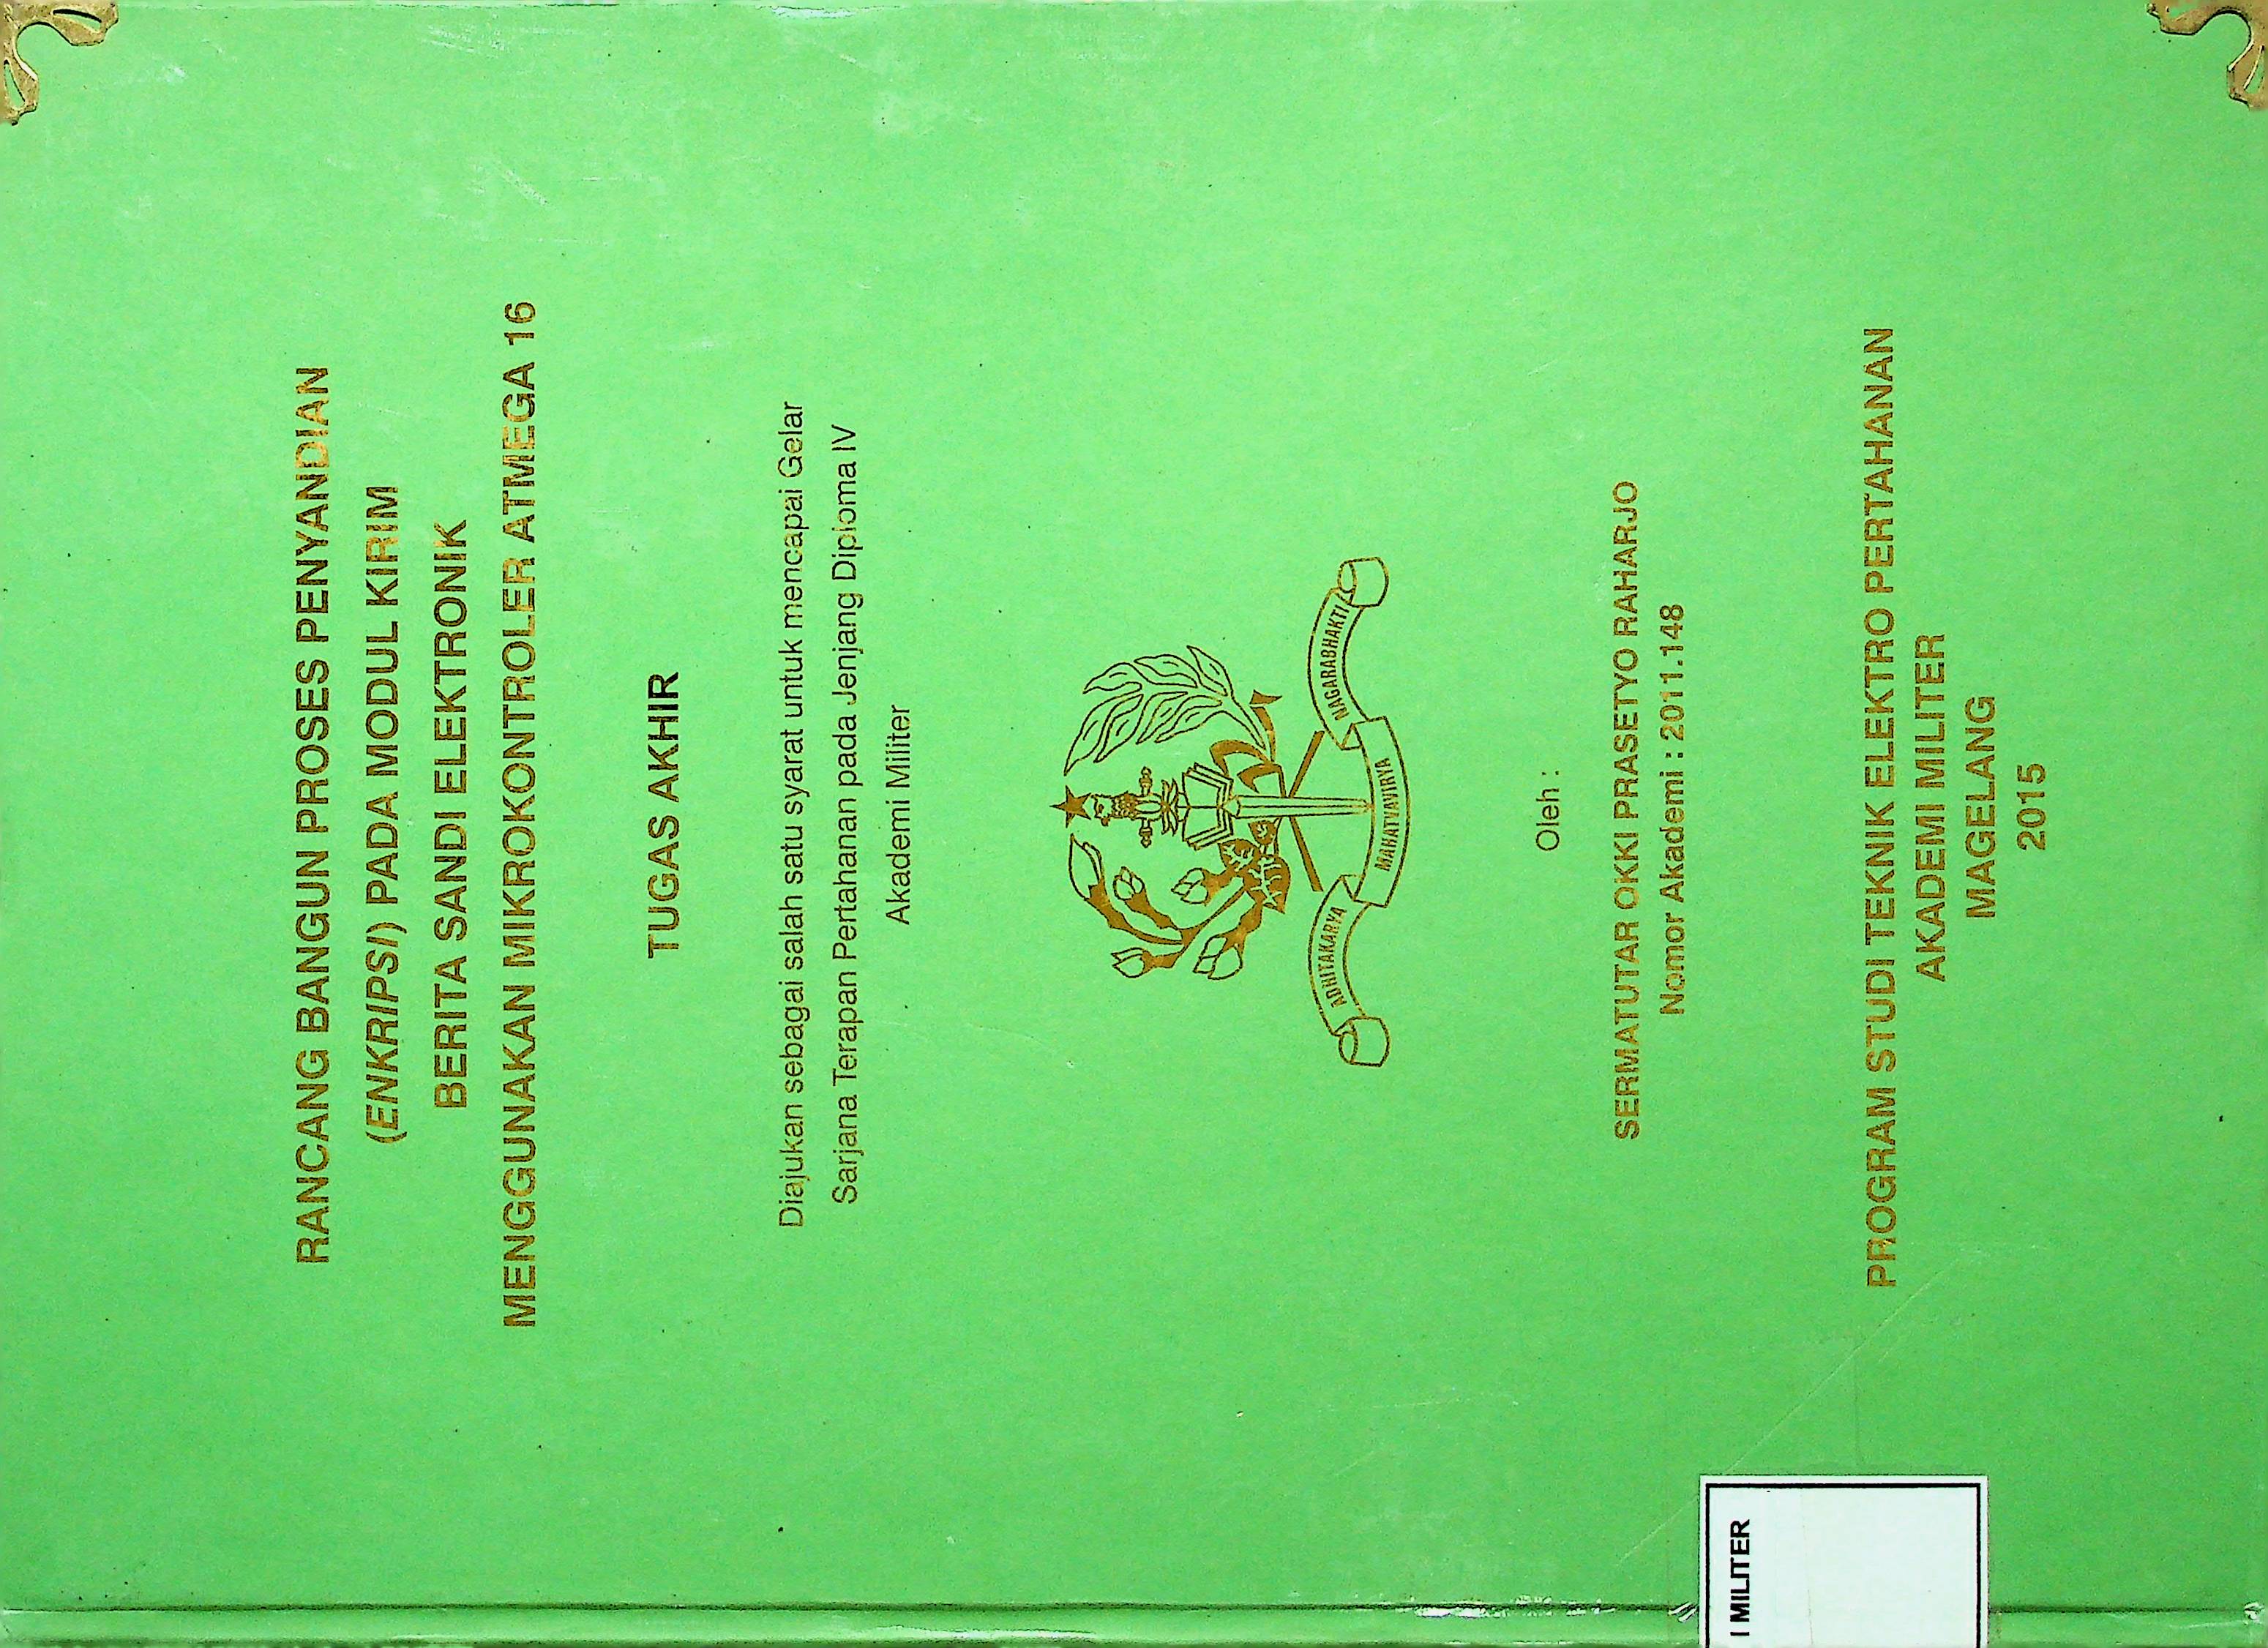 RANCANG BANGUN PROSES PENYANDIAN
(ENKRIPSI) PADA MODUL KIRIM
BERITA SANDI ELEKTRONIK
MENGGUNAKAN MIKROKONTROLER ATMEGA 16
TUGAS AKHIR
Diajukan sebagai salah satu syarat untuk mencapai Gelar
Sarjana Terapan Pertahanan pada Jenjang Diploma IV
Akademi Militer
ADHITAKARYA MAHATVAVIRYA NAGARABHAKTI
Oleh :
SERMATUTAR OKKI PRASETYO RAHARJO
Nomor Akademi : 2011.148
PROGRAM STUDI TEKNIK ELEKTRO PERTAHANAN
AKADEMI MILITER
MAGELANG
2015
I MILITER